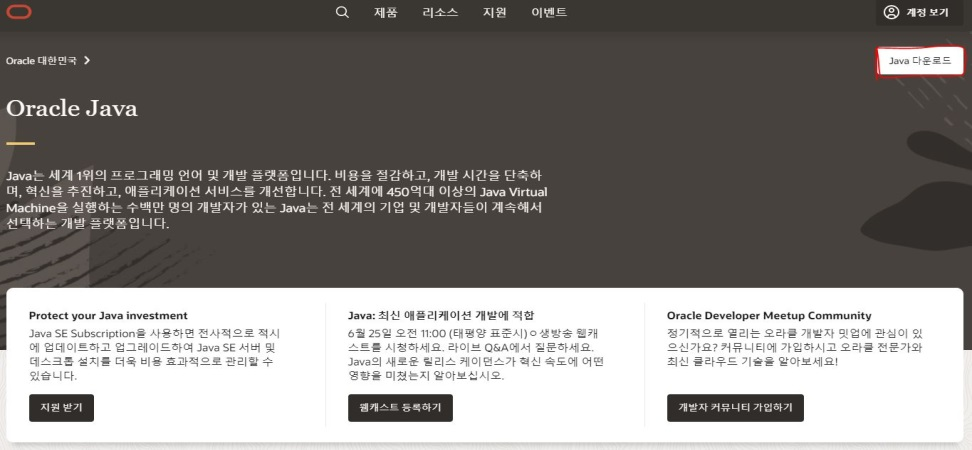 제품 리소스 지원 이벤트 계정 보기
Oracle 대한민국
Java 다운로드
Oracle Java
Java는 세계 1위의 프로그래밍 언어 및 개발 플랫폼입니다. 비용을 절감하고, 개발 시간을 단축하
며, 혁신을 추진하고, 애플리케이션 서비스를 개선합니다. 전 세계에 450억대 이상의 Java Virtual
Machine을 실행하는 수백만 명의 개발자가 있는 Java는 전 세계의 기업 및 개발자들이 계속해서
선택하는 개발 플랫폼입니다.
Protect your Java investment
Java SE Subscription을 사용하면 전사적으로 적시
에 업데이트하고 업그레이드하여 Java SE 서버 및
데스크톱 설치를 더욱 비용 효과적으로 관리할 수
있습니다.
지원 받기
Java: 최신 애플리케이션 개발에 적합
6월 25일 오전 11:00 (태평양 표준시)ㅇ생방송 웹캐
스트를 시청하세요. 라이브 Q&A에서 질문하세요.
Java의 새로운 릴리스 케이던스가 혁신 속도에 어떤
영향을 미쳤는지 알아보십시오.
웹캐스트 등록하기
Oracle Developer Meetup Community
정기적으로 열리는 오라클 개발자 밋업에 관심이 있
으신가요? 커뮤니티에 가입하시고 오라클 전문가와
최신 클라우드 기술을 알아보세요!
개발자 커뮤니티 가입하기